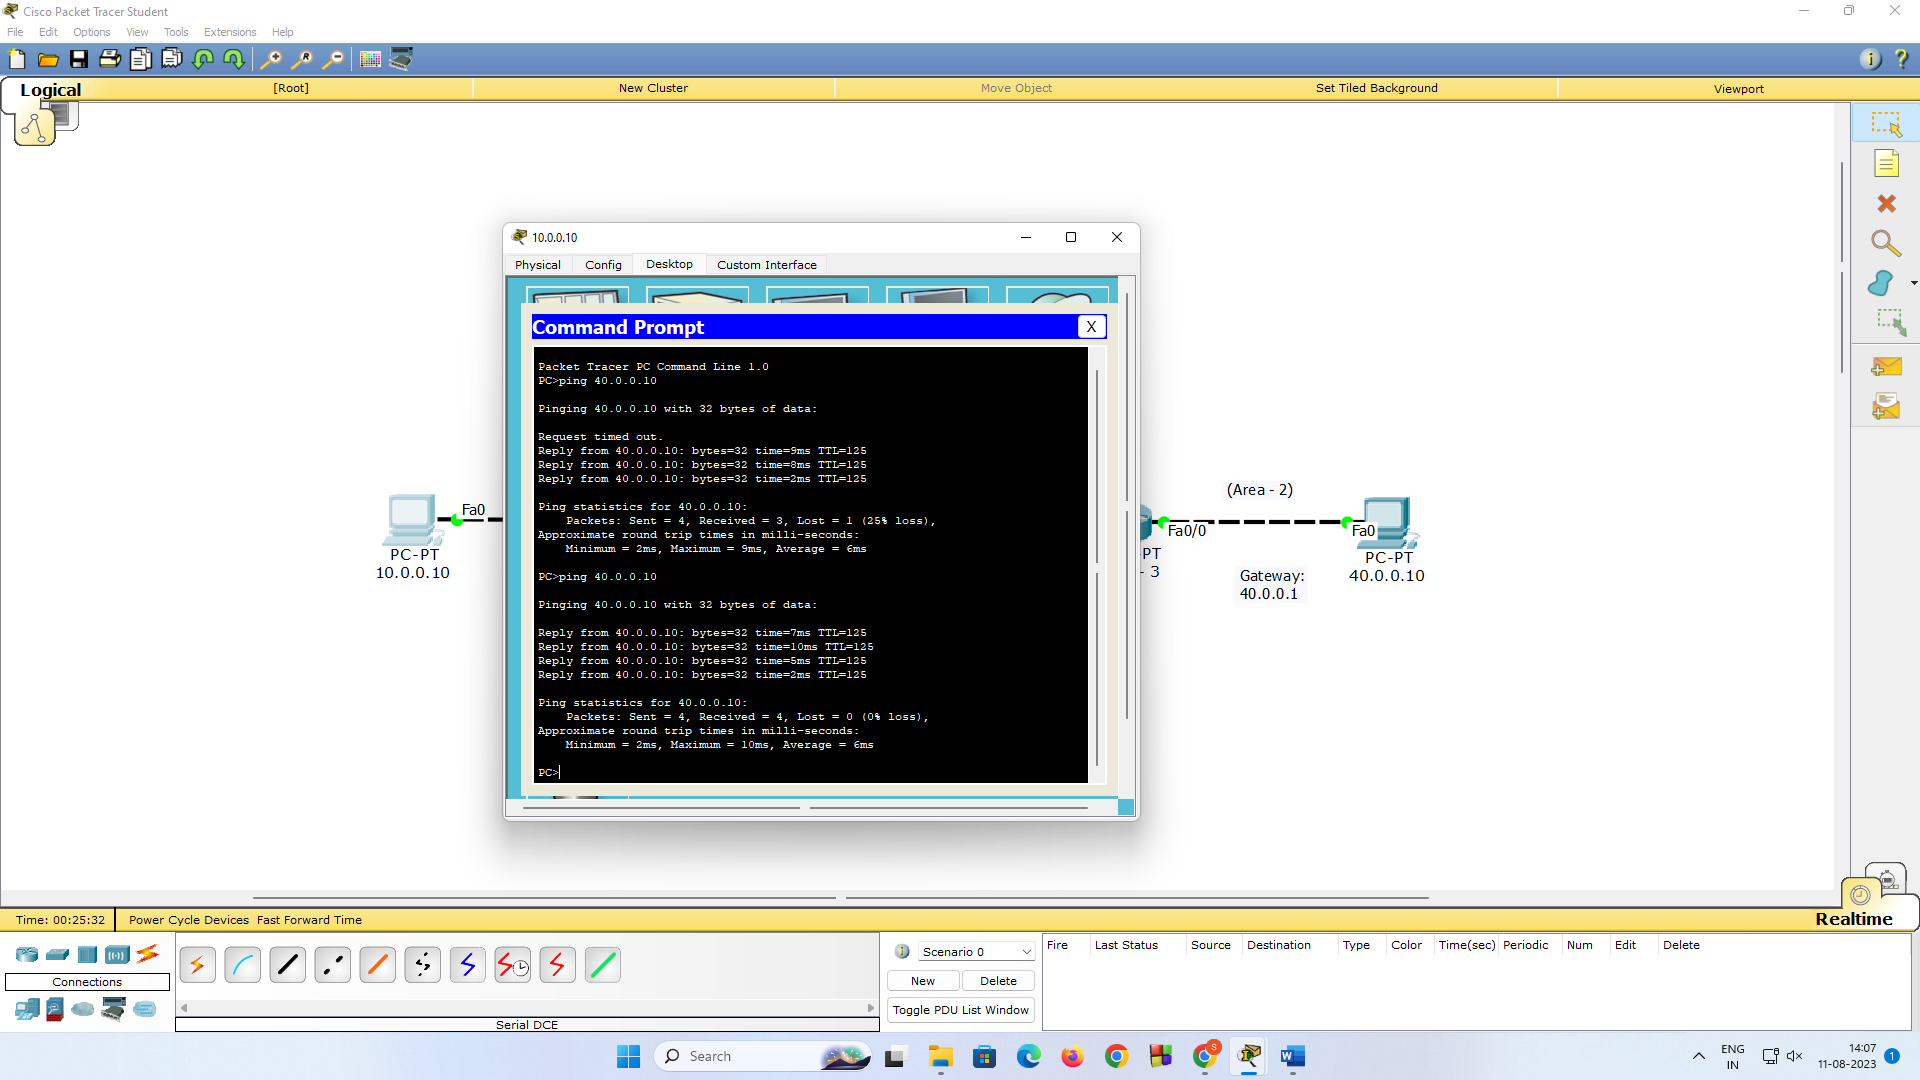 Cisco Packet Tracer Student
File Edit Options View Tools Extensions Help
Logical [Root] New Cluster Move Object Set Tiled Background Viewport
10.0.0.10
Physical Config Desktop Custom Interface
Command Prompt X
Packet Tracer PC Command Line 1.0
PC>ping 40.0.0.10
Pinging 40.0.0.10 with 32 bytes of data:
Request timed out.
Reply from 40.0.0.10: bytes=32 time=9ms TTL=125
Reply from 40.0.0.10: bytes=32 time=8ms TTL=125
Reply from 40.0.0.10: bytes=32 time=2ms TTL=125
Ping statistics for 40.0.0.10:
Packets: Sent = 4, Received = 3, Lost = 1 (25% loss),
Approximate round trip times in milli-seconds:
Minimum = 2ms, Maximum = 9ms, Average = 6ms
PC>ping 40.0.0.10
Pinging 40.0.0.10 with 32 bytes of data:
Reply from 40.0.0.10: bytes=32 time=7ms TTL=125
Reply from 40.0.0.10: bytes=32 time=10ms TTL=125
Reply from 40.0.0.10: bytes=32 time=5ms TTL=125
Reply from 40.0.0.10: bytes=32 time=2ms TTL=125
Ping statistics for 40.0.0.10:
Packets: Sent = 4, Received = 4, Lost = 0 (0% loss),
Approximate round trip times in milli-seconds:
Minimum = 2ms, Maximum = 10ms, Average = 6ms
PC>
Fa0
PC-PT
10.0.0.10
(Area - 2)
Fa0/0
Fa0
-PT
- 3
PC-PT
40.0.0.10
Gateway:
40.0.0.1
Time: 00:25:32 Power Cycle Devices Fast Forward Time Realtime
Connections
Serial DCE
Scenario 0
New Delete
Toggle PDU List Window
Fire Last Status Source Destination Type Color Time(sec) Periodic Num Edit Delete
Search
S
W
ENG
IN
14:07
11-08-2023
1